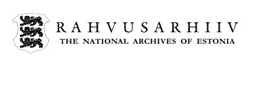 RAHVUSARHIIV
THE NATIONAL ARCHIVES OF ESTONIA